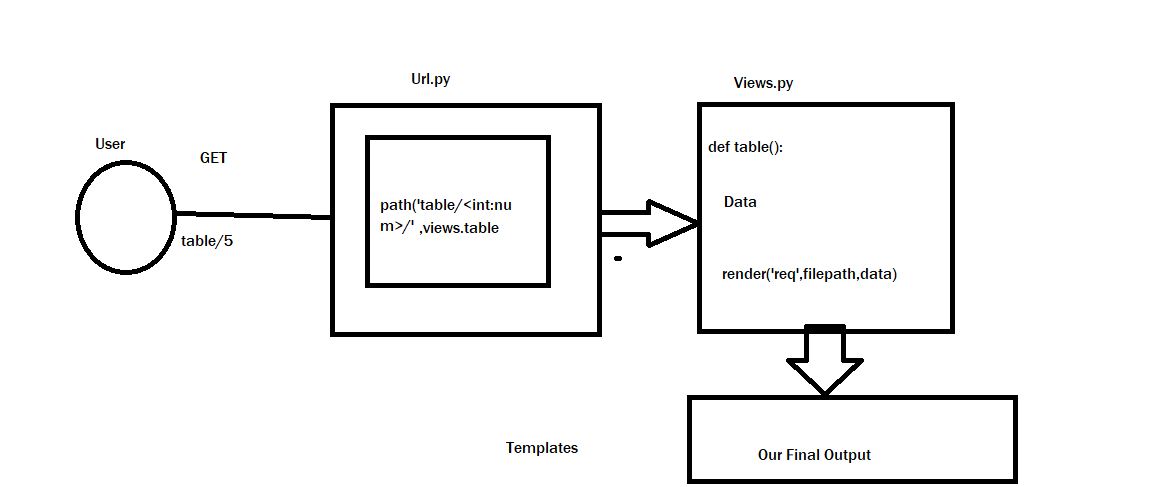 Url.py
Views.py
User
GET
table/5
path('table/<int:nu
m>/' ,views.table
def table():
Data
render('req',filepath,data)
Templates
Our Final Output